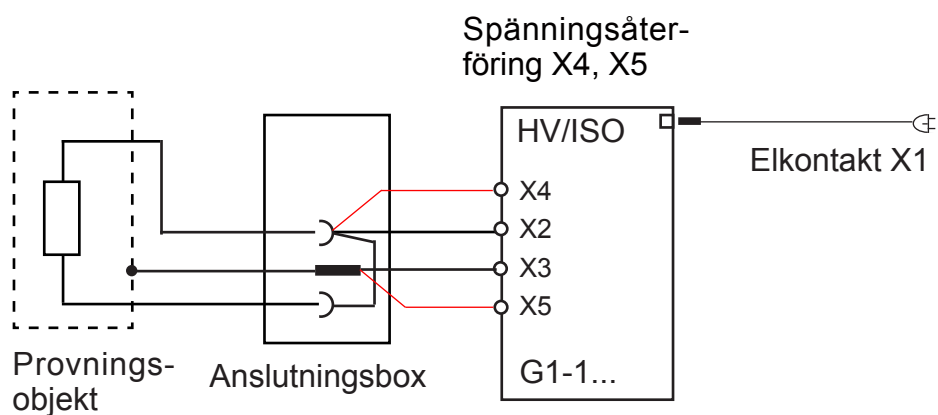 Spänningsåter-
föring X4, X5
HV/ISO
Elkontakt X1
X4
X2
X3
X5
G1-1...
Provnings-
objekt
Anslutningsbox